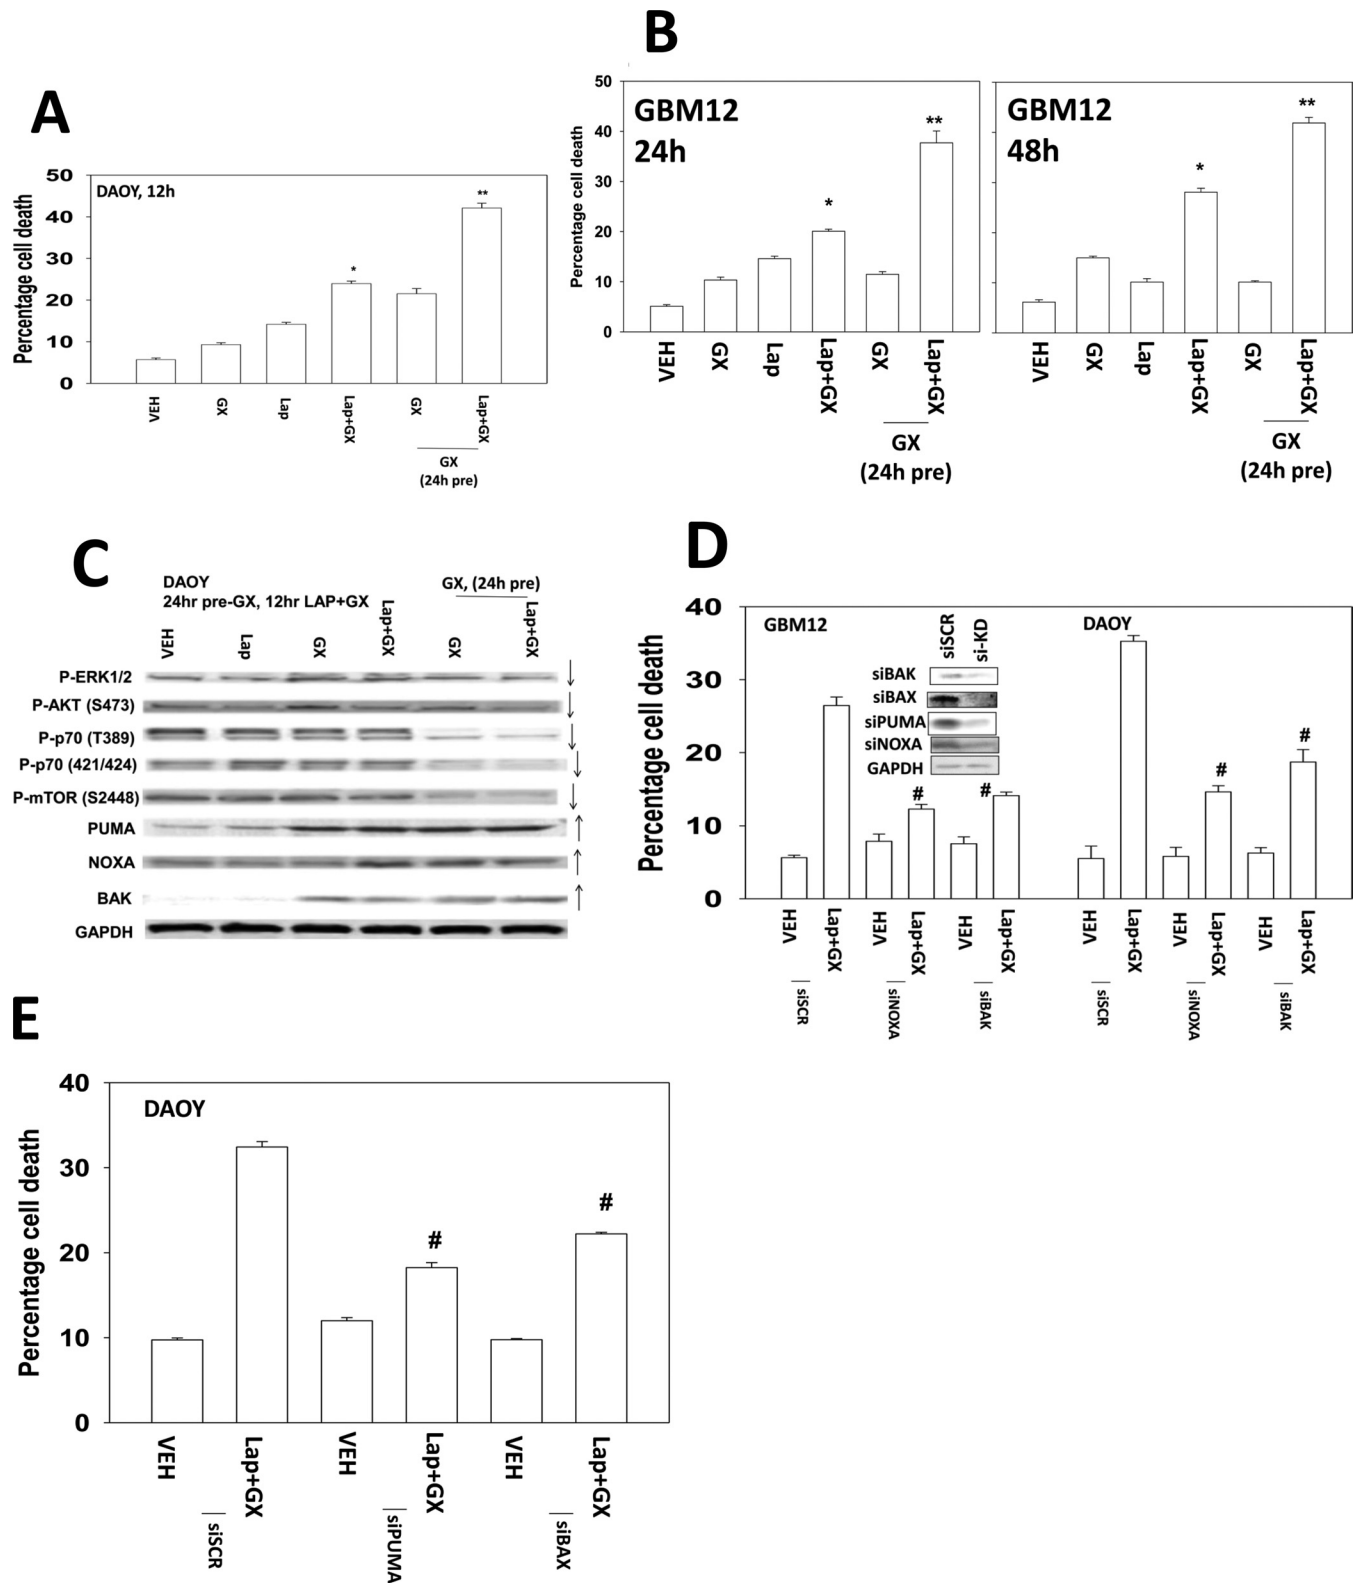 A
DAOY, 12h
Percentage cell death
50
40
30
20
10
0
*
**
VEH
GX
Lap
Lap+GX
GX
Lap+GX
GX
(24h pre)
B
GBM12
24h
Percentage cell death
50
40
30
20
10
0
*
**
VEH
GX
Lap
Lap+GX
GX
Lap+GX
GX
(24h pre)
GBM12
48h
*
**
VEH
GX
Lap
Lap+GX
GX
Lap+GX
GX
(24h pre)
C
DAOY
24hr pre-GX, 12hr LAP+GX
GX, (24h pre)
VEH
Lap
GX
Lap+GX
GX
Lap+GX
P-ERK1/2 ↓
P-AKT (S473) ↓
P-p70 (T389) ↓
P-p70 (421/424) ↓
P-mTOR (S2448) ↓
PUMA ↑
NOXA ↑
BAK ↑
GAPDH
D
Percentage cell death
40
30
20
10
0
GBM12
siSCR
si-KD
siBAK
siBAX
siPUMA
siNOXA
GAPDH
DAOY
#
#
#
#
VEH
Lap+GX
VEH
Lap+GX
VEH
Lap+GX
VEH
Lap+GX
VEH
Lap+GX
VEH
Lap+GX
siSCR
siNOXA
siBAK
siSCR
siNOXA
siBAK
E
DAOY
Percentage cell death
40
30
20
10
0
#
#
VEH
Lap+GX
VEH
Lap+GX
VEH
Lap+GX
siSCR
siPUMA
siBAX